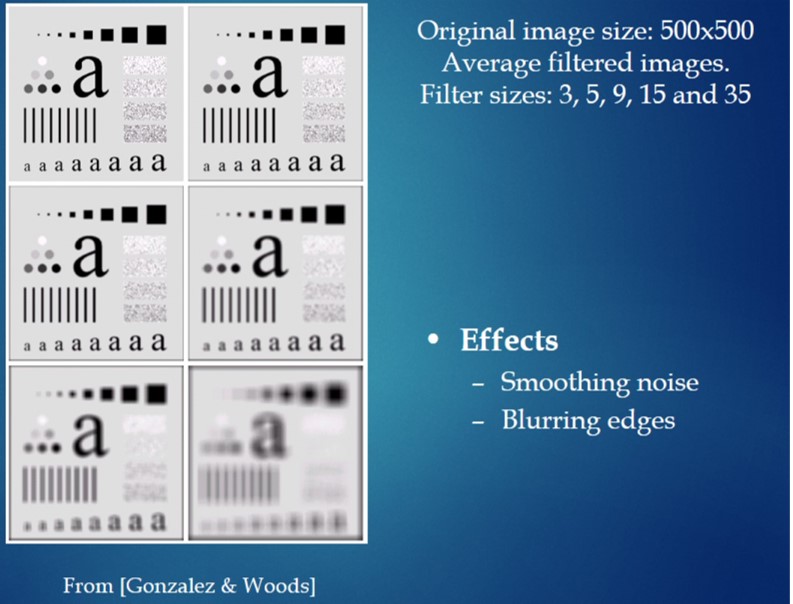 Original image size: 500x500
Average filtered images.
Filter sizes: 3, 5, 9, 15 and 35
a a
a a a a a a a a
a a a a a a a a
a a
a a a a a a a a
a a a a a a a a
• Effects
– Smoothing noise
– Blurring edges
a a
a a a a a a a a
a a a a a a a a
From [Gonzalez & Woods]